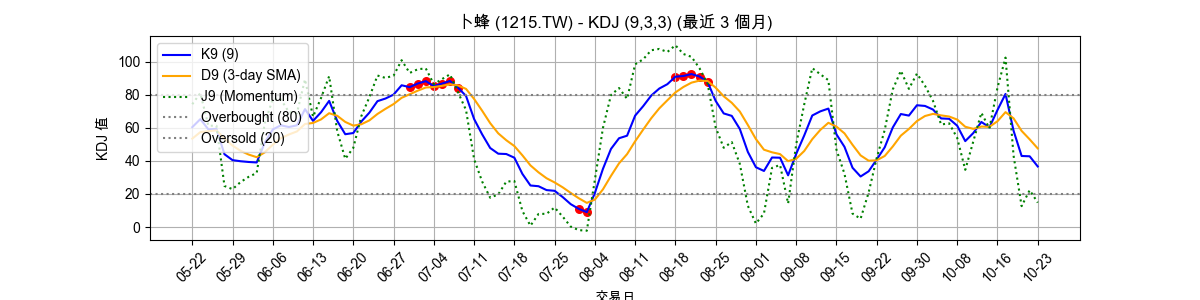 卜蜂 (1215.TW) - KDJ (9,3,3) (最近 3 個月)
K9 (9)
D9 (3-day SMA)
J9 (Momentum)
Overbought (80)
Oversold (20)
KDJ 值
100
80
60
40
20
0
05-22 05-29 06-06 06-13 06-20 06-27 07-04 07-11 07-18 07-25 08-04 08-11 08-18 08-25 09-01 09-08 09-15 09-22 09-30 10-08 10-16 10-23
交易日